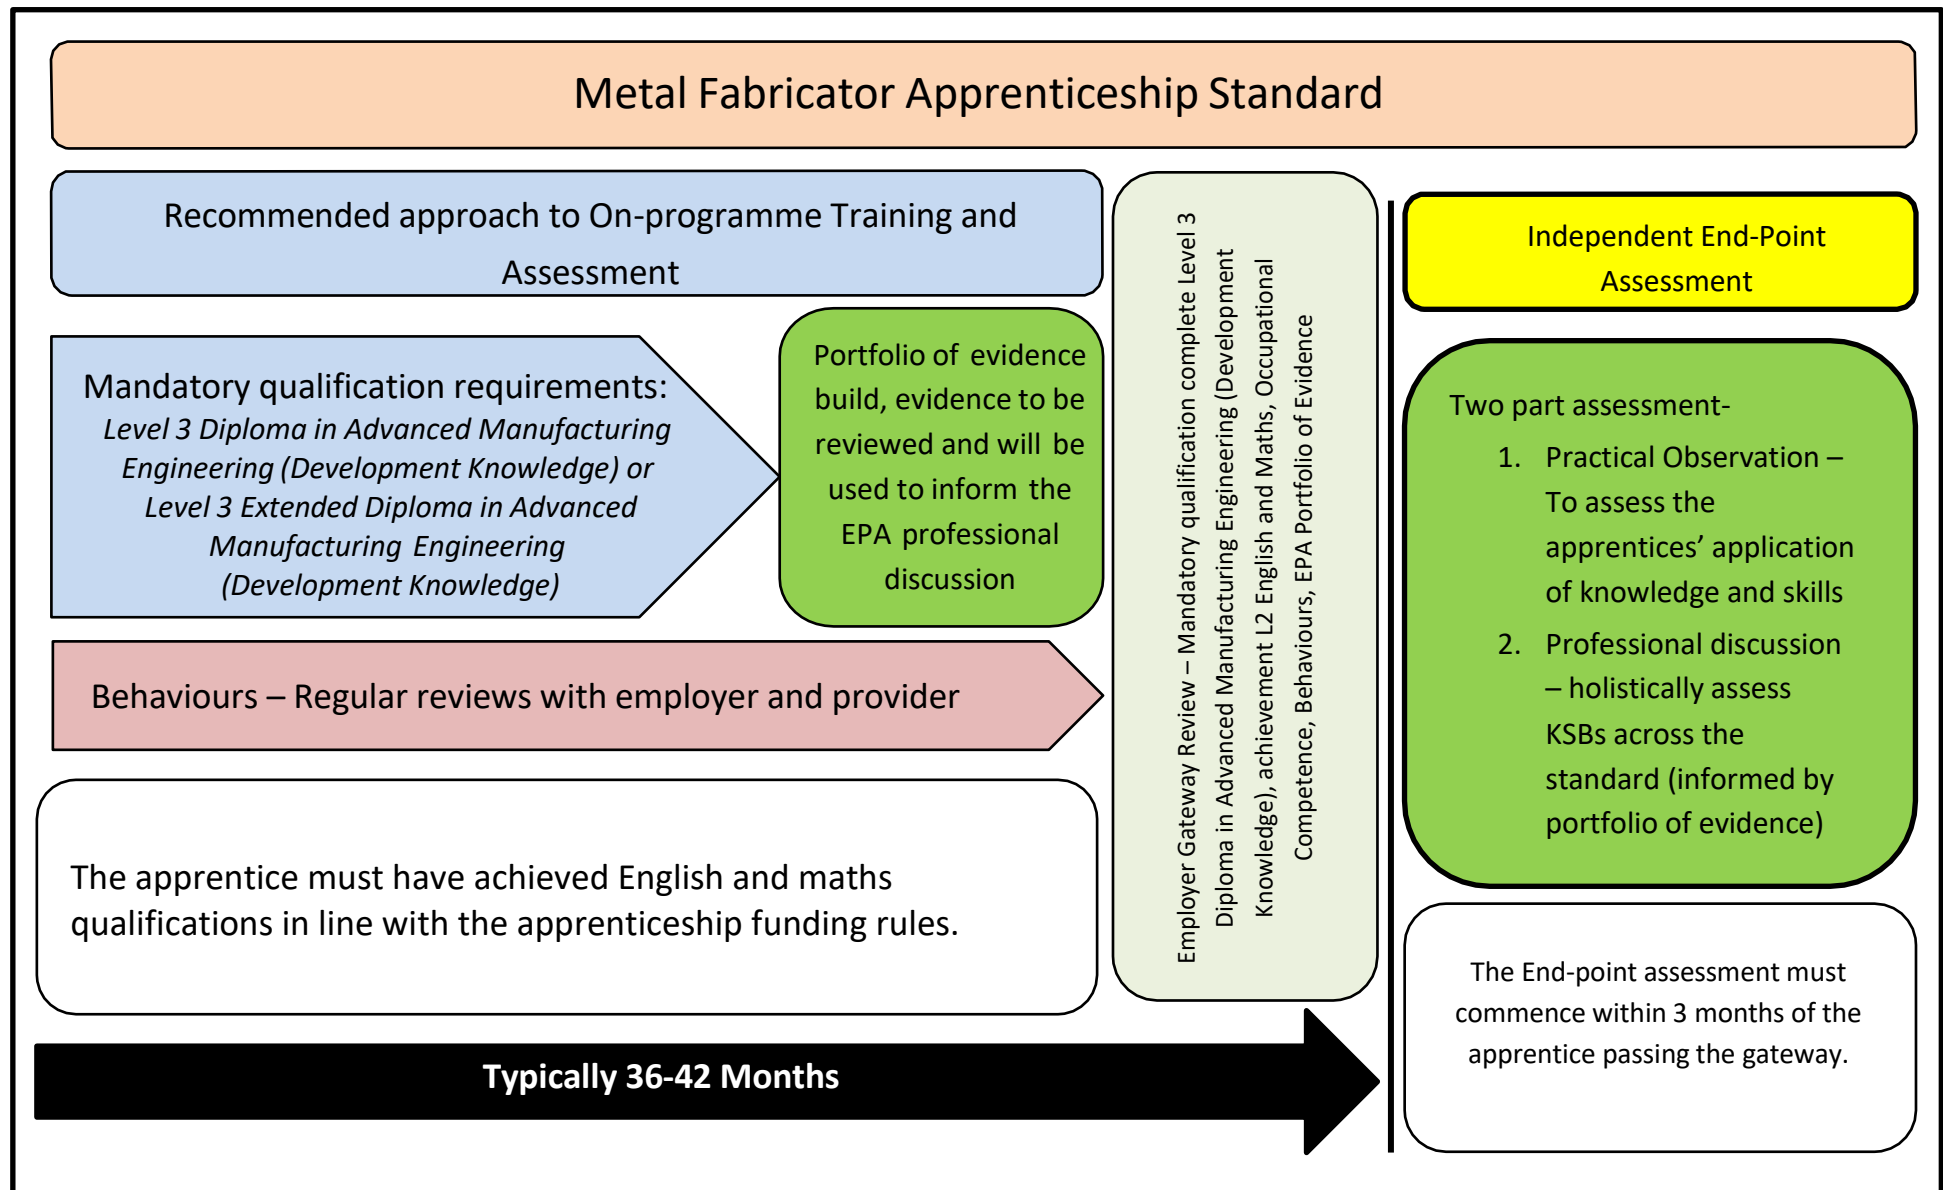 Metal Fabricator Apprenticeship Standard
Recommended approach to On-programme Training and
Assessment
Mandatory qualification requirements:
Level 3 Diploma in Advanced Manufacturing
Engineering (Development Knowledge) or
Level 3 Extended Diploma in Advanced
Manufacturing Engineering
(Development Knowledge)
Portfolio of evidence
build, evidence to be
reviewed and will be
used to inform the
EPA professional
discussion
Behaviours – Regular reviews with employer and provider
The apprentice must have achieved English and maths
qualifications in line with the apprenticeship funding rules.
Typically 36-42 Months
Employer Gateway Review – Mandatory qualification complete Level 3
Diploma in Advanced Manufacturing Engineering (Development
Knowledge), achievement L2 English and Maths, Occupational
Competence, Behaviours, EPA Portfolio of Evidence
Independent End-Point
Assessment
Two part assessment-
1. Practical Observation –
To assess the
apprentices’ application
of knowledge and skills
2. Professional discussion
– holistically assess
KSBs across the
standard (informed by
portfolio of evidence)
The End-point assessment must
commence within 3 months of the
apprentice passing the gateway.